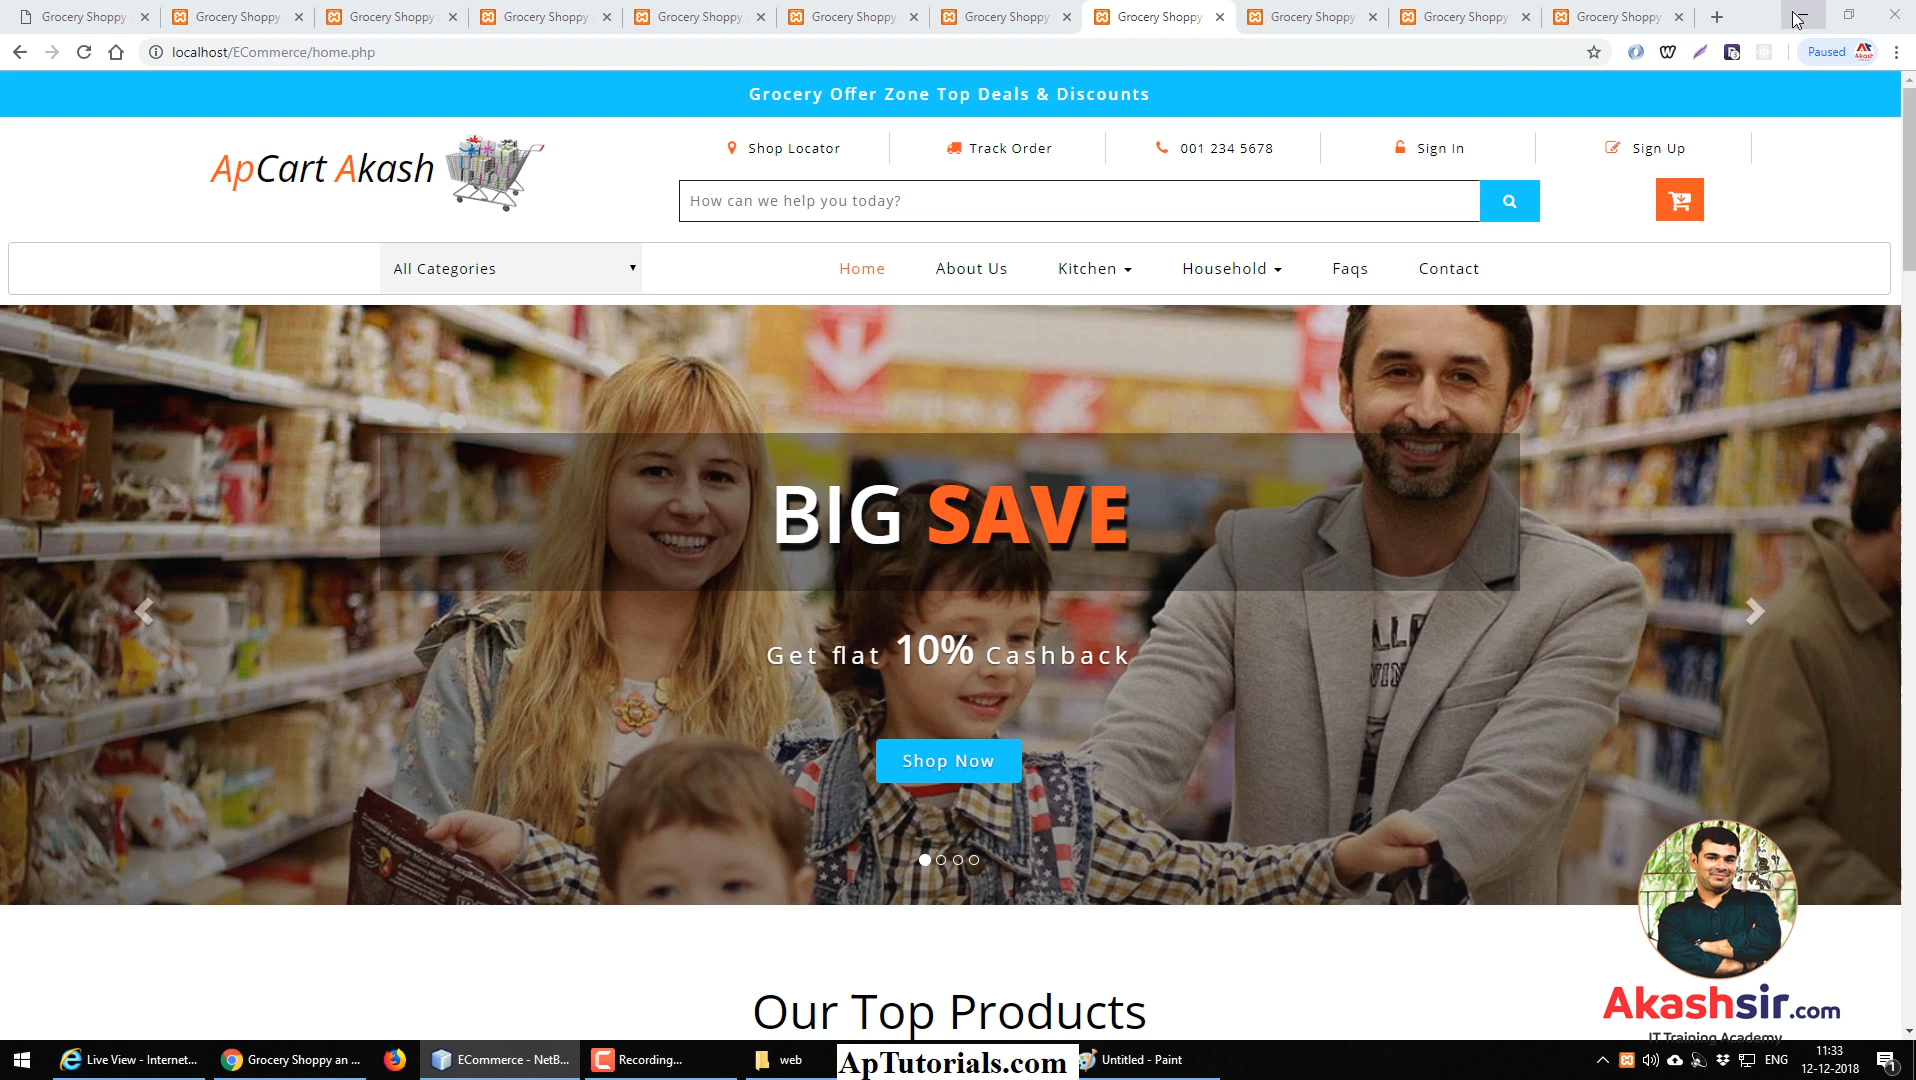 Grocery Shoppy
Grocery Shoppy
Grocery Shoppy
Grocery Shoppy
Grocery Shoppy
Grocery Shoppy
Grocery Shoppy
Grocery Shoppy
Grocery Shoppy
Grocery Shoppy
Grocery Shoppy
localhost/ECommerce/home.php
Paused
Grocery Offer Zone Top Deals & Discounts
ApCart Akash
Shop Locator
Track Order
001 234 5678
Sign In
Sign Up
How can we help you today?
All Categories
Home
About Us
Kitchen
Household
Faqs
Contact
BIG SAVE
Get flat 10% Cashback
Shop Now
Our Top Products
Akashsir.com
IT Training Academy
Live View - Internet...
Grocery Shoppy an ...
ECommerce - NetB...
Recording...
web
ApTutorials.com
Untitled - Paint
ENG
11:33
12-12-2018
1